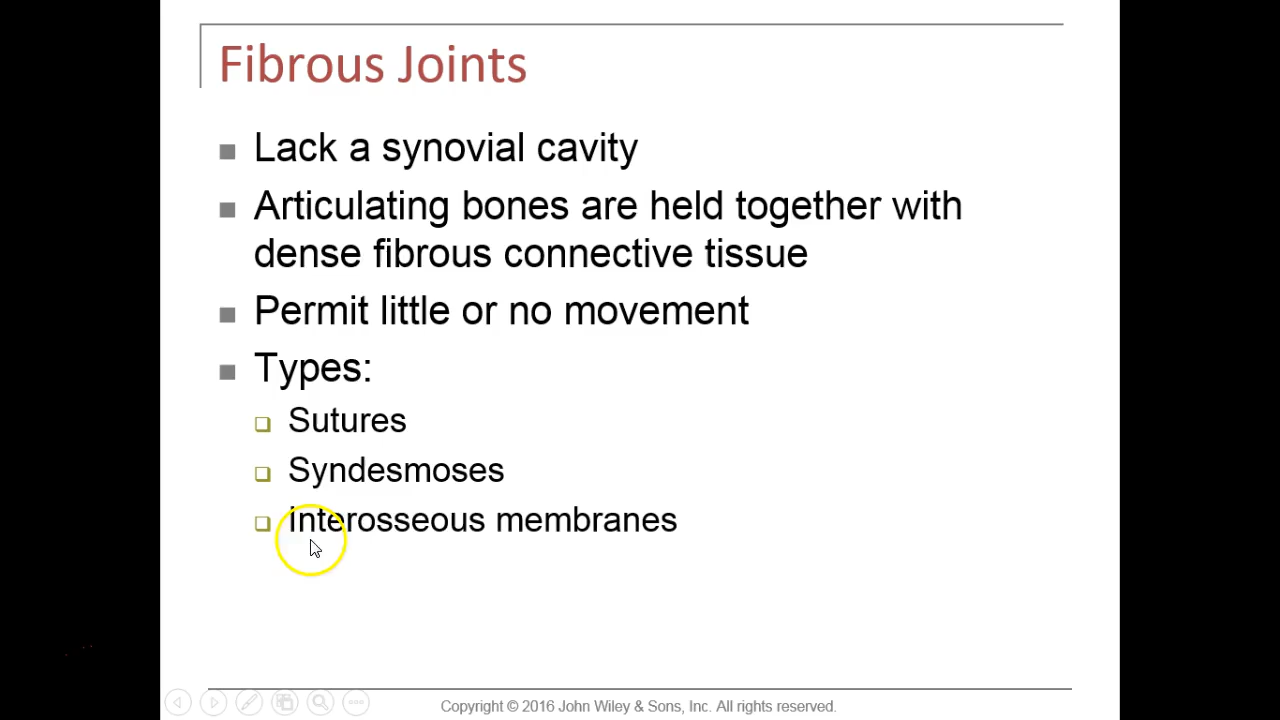 Fibrous Joints
Lack a synovial cavity
Articulating bones are held together with
dense fibrous connective tissue
Permit little or no movement
Types:
Sutures
Syndesmoses
Interosseous membranes
Copyright © 2016 John Wiley & Sons, Inc. All rights reserved.